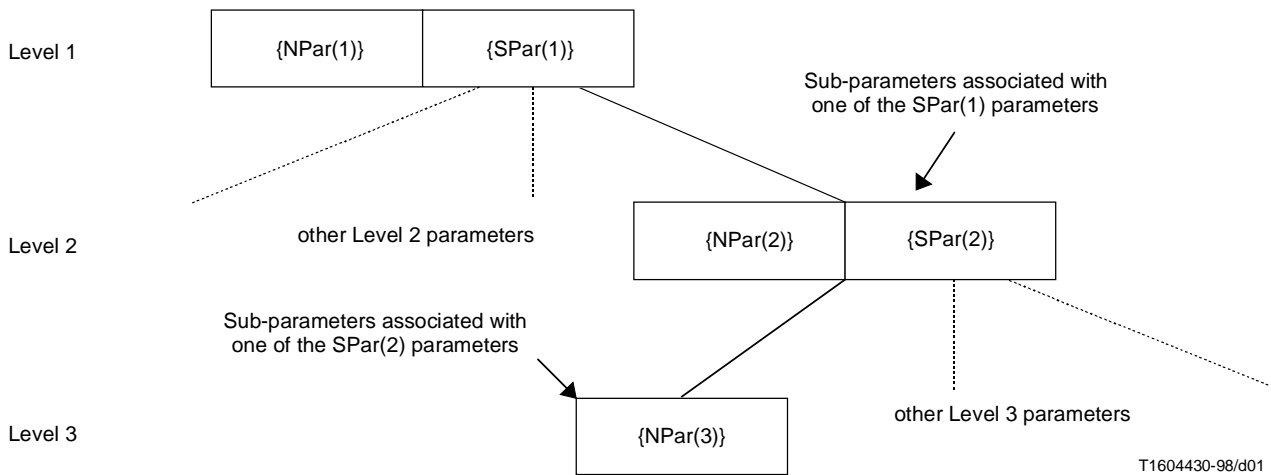 Level 1
{NPar(1)}
{SPar(1)}
Sub-parameters associated with
one of the SPar(1) parameters
Level 2
other Level 2 parameters
{NPar(2)}
{SPar(2)}
Sub-parameters associated with
one of the SPar(2) parameters
Level 3
{NPar(3)}
other Level 3 parameters
T1604430-98/d01